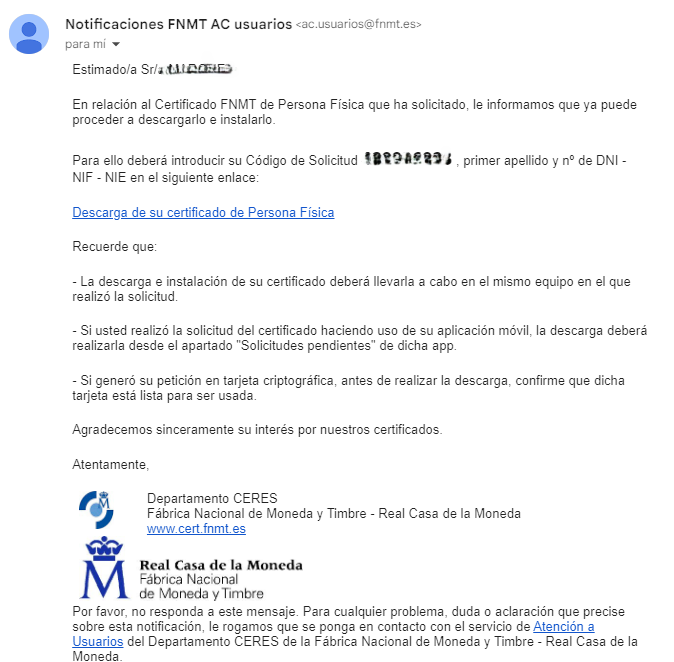 Notificaciones FNMT AC usuarios <ac.usuarios@fnmt.es>
para mí
Estimado/a Sr/a
En relación al Certificado FNMT de Persona Física que ha solicitado, le informamos que ya puede
proceder a descargarlo e instalarlo.
Para ello deberá introducir su Código de Solicitud , primer apellido y nº de DNI -
NIF - NIE en el siguiente enlace:
Descarga de su certificado de Persona Física
Recuerde que:
- La descarga e instalación de su certificado deberá llevarla a cabo en el mismo equipo en el que
realizó la solicitud.
- Si usted realizó la solicitud del certificado haciendo uso de su aplicación móvil, la descarga deberá
realizarla desde el apartado "Solicitudes pendientes" de dicha app.
- Si generó su petición en tarjeta criptográfica, antes de realizar la descarga, confirme que dicha
tarjeta está lista para ser usada.
Agradecemos sinceramente su interés por nuestros certificados.
Atentamente,
Departamento CERES
Fábrica Nacional de Moneda y Timbre - Real Casa de la Moneda
www.cert.fnmt.es
Real Casa de la Moneda
Fábrica Nacional
de Moneda y Timbre
Por favor, no responda a este mensaje. Para cualquier problema, duda o aclaración que precise
sobre esta notificación, le rogamos que se ponga en contacto con el servicio de Atención a
Usuarios del Departamento CERES de la Fábrica Nacional de Moneda y Timbre - Real Casa de la
Moneda.